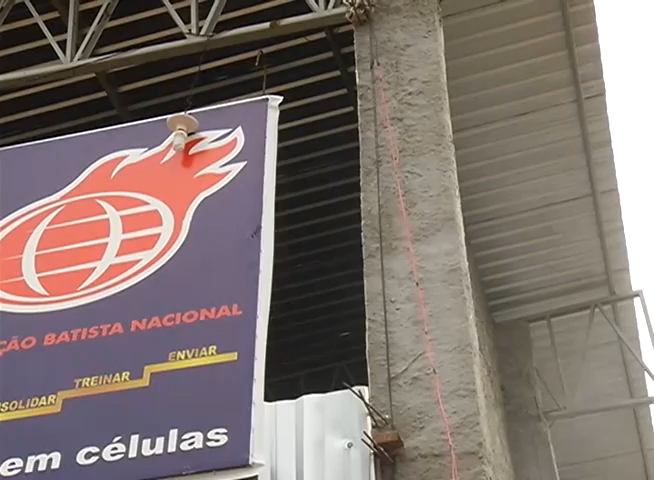 ÇÃO BATISTA NACIONAL
ENVIAR
TREINAR
SOLIDAR
em células